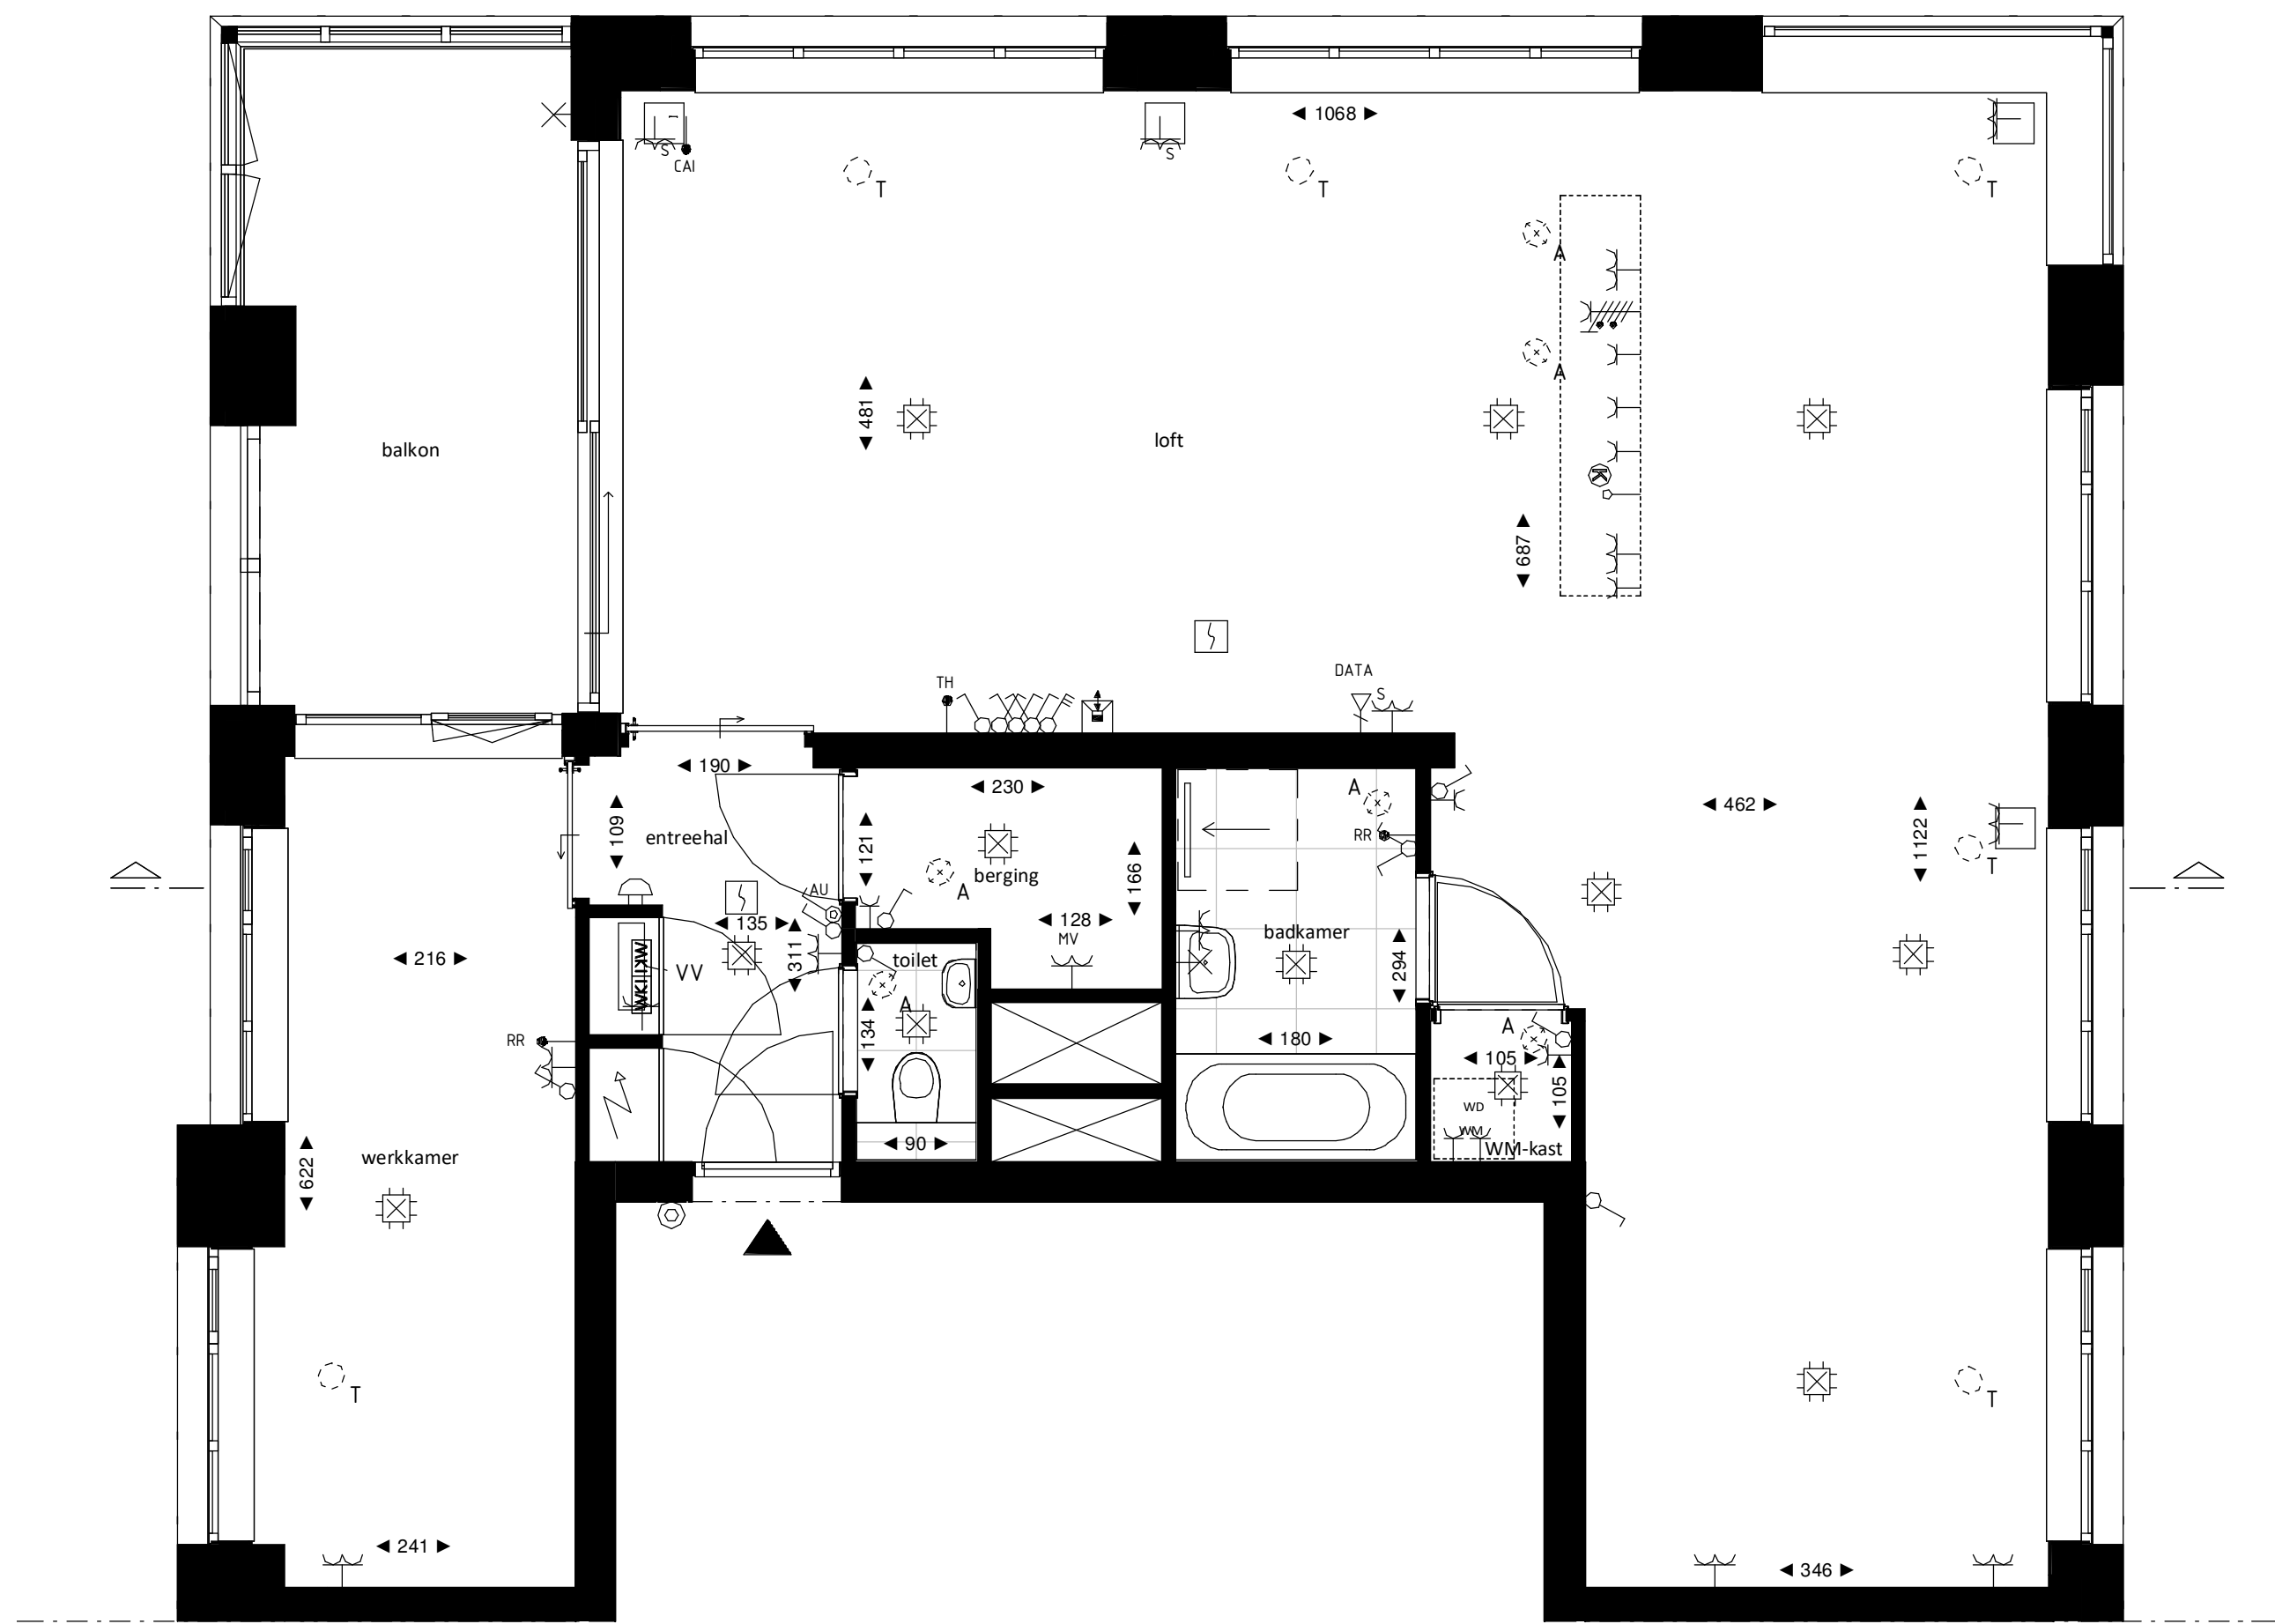 ◄ 1068 ►
S
CAI
S
T
T
T
A
A
◄ 481 ►
balkon
loft
K
◄ 687 ►
DATA
S
TH
◄ 190 ►
◄ 230 ►
A
◄ 462 ►
◄ 109 ►
entreehal
◄ 121 ►
RR
◄ 1122 ►
T
berging
◄ 166 ►
A
AU
◄ 135 ►
◄ 128 ►
MV
badkamer
◄ 216 ►
◄ 311 ►
toilet
◄ 294 ►
WKI
WKI
VV
A
◄ 134 ►
RR
◄ 180 ►
A
◄ 105 ►
◄ 105 ►
WD
WM
WM-kast
◄ 90 ►
werkkamer
◄ 622 ►
T
T
◄ 241 ►
◄ 346 ►